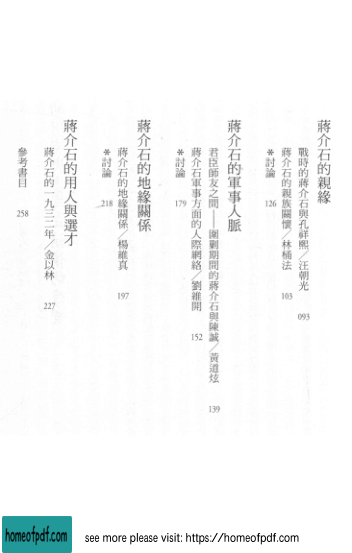 蔣介石的親緣
戰時的蔣介石與孔祥熙／汪朝光 093
蔣介石的親族關懷／林桶法 103
＊討論 126
蔣介石的軍事人脈
君臣師友之間——圍剿期間的蔣介石與陳誠／黃道炫 139
蔣介石軍事方面的人際網絡／劉維開 152
＊討論 179
蔣介石的地緣關係
蔣介石的地緣關係／楊維真 197
＊討論 218
蔣介石的用人與選才
蔣介石的一九三二年／金以林 227
參考書目 258
homeofpdf.com
see more please visit: https://homeofpdf.com